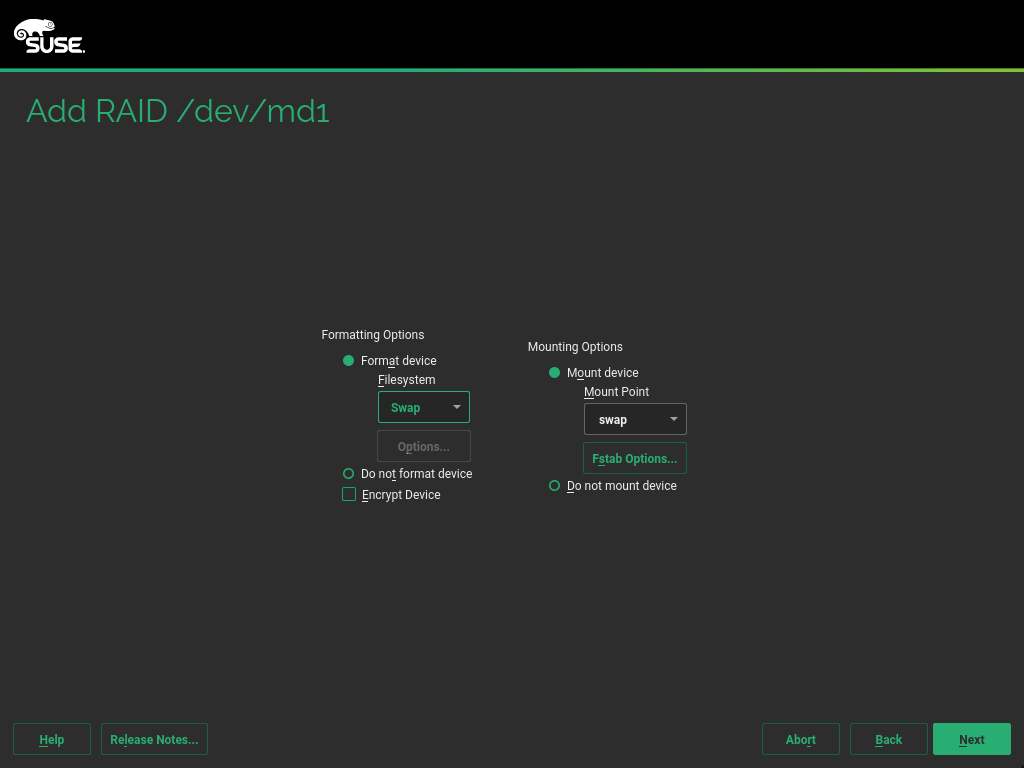 SUSE.
Add RAID /dev/md1
Formatting Options
Format device
Filesystem
Swap
Options...
Do not format device
Encrypt Device
Mounting Options
Mount device
Mount Point
swap
Fstab Options...
Do not mount device
Help
Release Notes...
Abort
Back
Next